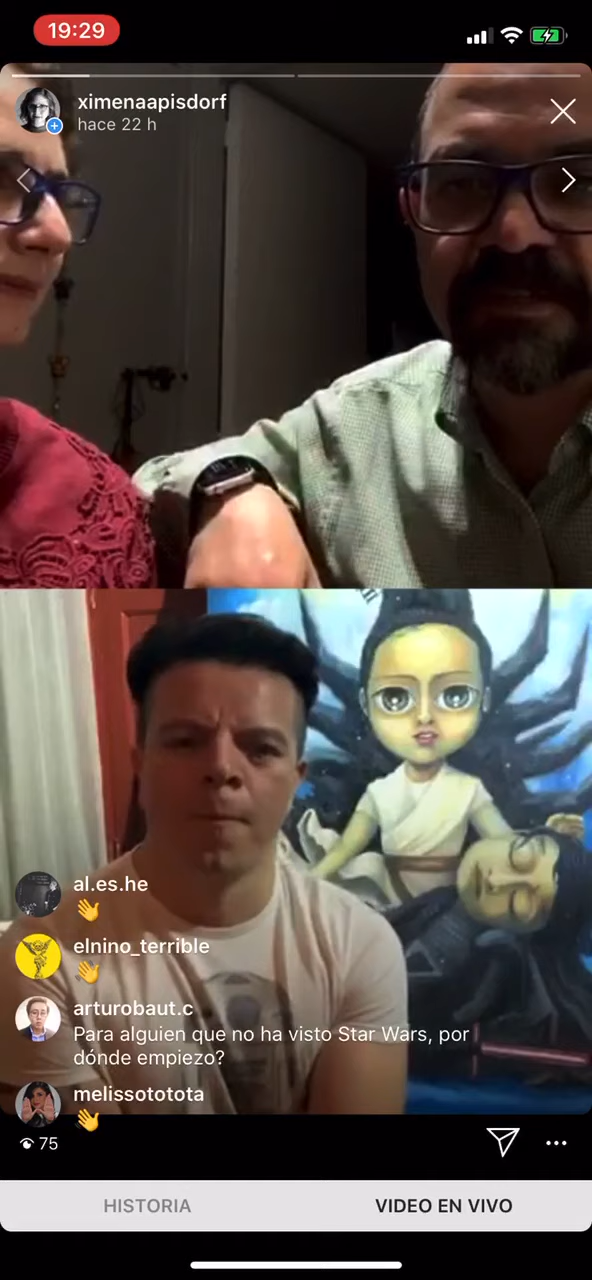 19:29
ximenaapisdorf
hace 22 h
al.es.he
👋
elnino_terrible
👋
arturobaut.c
Para alguien que no ha visto Star Wars, por
dónde empiezo?
melissototota
👋
75
HISTORIA
VIDEO EN VIVO